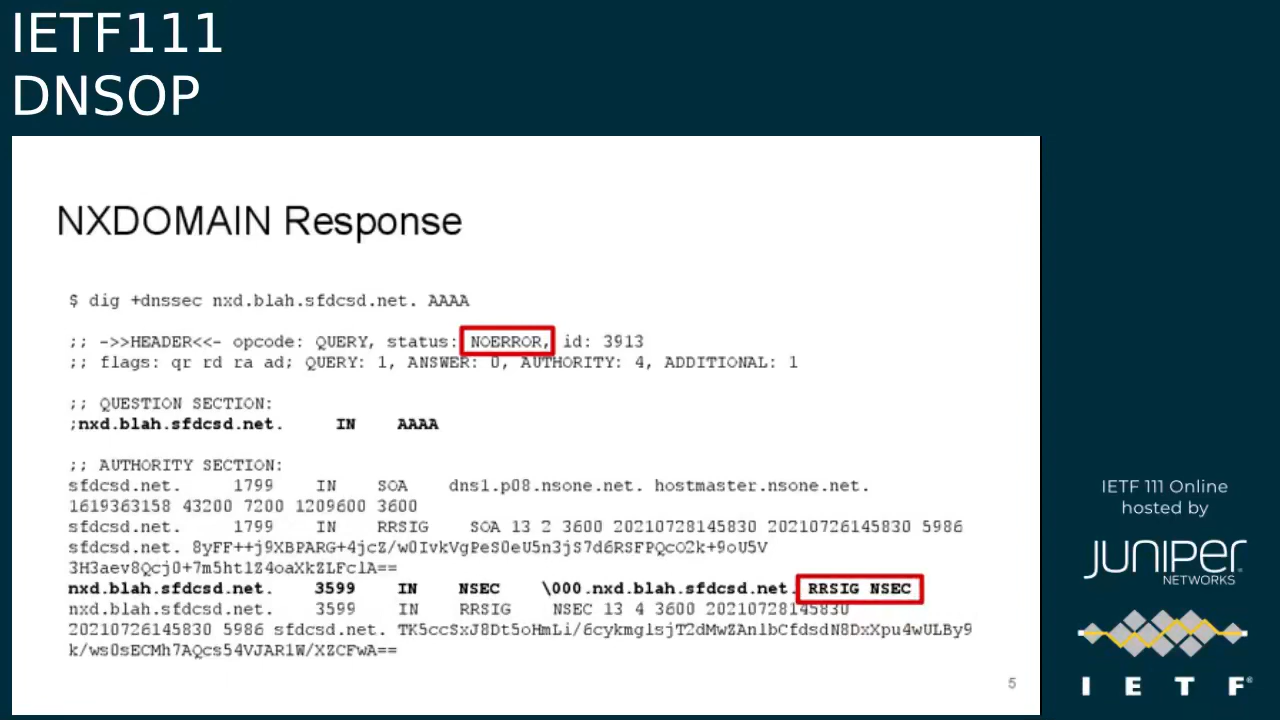 IETF111
DNSOP
NXDOMAIN Response
$ dig +dnssec nxd.blah.sfdcsd.net. AAAA
;; ->>HEADER<<- opcode: QUERY, status: NOERROR, id: 3913
;; flags: qr rd ra ad; QUERY: 1, ANSWER: 0, AUTHORITY: 4, ADDITIONAL: 1
;; QUESTION SECTION:
;nxd.blah.sfdcsd.net. IN AAAA
;; AUTHORITY SECTION:
sfdcsd.net. 1799 IN SOA dns1.p08.nsone.net. hostmaster.nsone.net.
1619363158 43200 7200 1209600 3600
sfdcsd.net. 1799 IN RRSIG SOA 13 2 3600 20210728145830 20210726145830 5986
sfdcsd.net. 8yFF++j9XBPARG+4jcZ/w0IvkVgPeS0eU5n3jS7d6RSFPQcO2k+9oU5V
3H3aev8Qcj0+7m5ht1Z4oaXkZLFc1A==
nxd.blah.sfdcsd.net. 3599 IN NSEC \000.nxd.blah.sfdcsd.net. RRSIG NSEC
nxd.blah.sfdcsd.net. 3599 IN RRSIG NSEC 13 4 3600 20210728145830
20210726145830 5986 sfdcsd.net. TK5ccSxJ8Dt5oHmLi/6cykmglsjT2dMwZAnlbCfdsdN8DxXpu4wULBy9
k/ws0sECMh7AQcs54VJAR1W/XZCFwA==
5
IETF 111 Online
hosted by
JUNIPER
NETWORKS
I E T F®